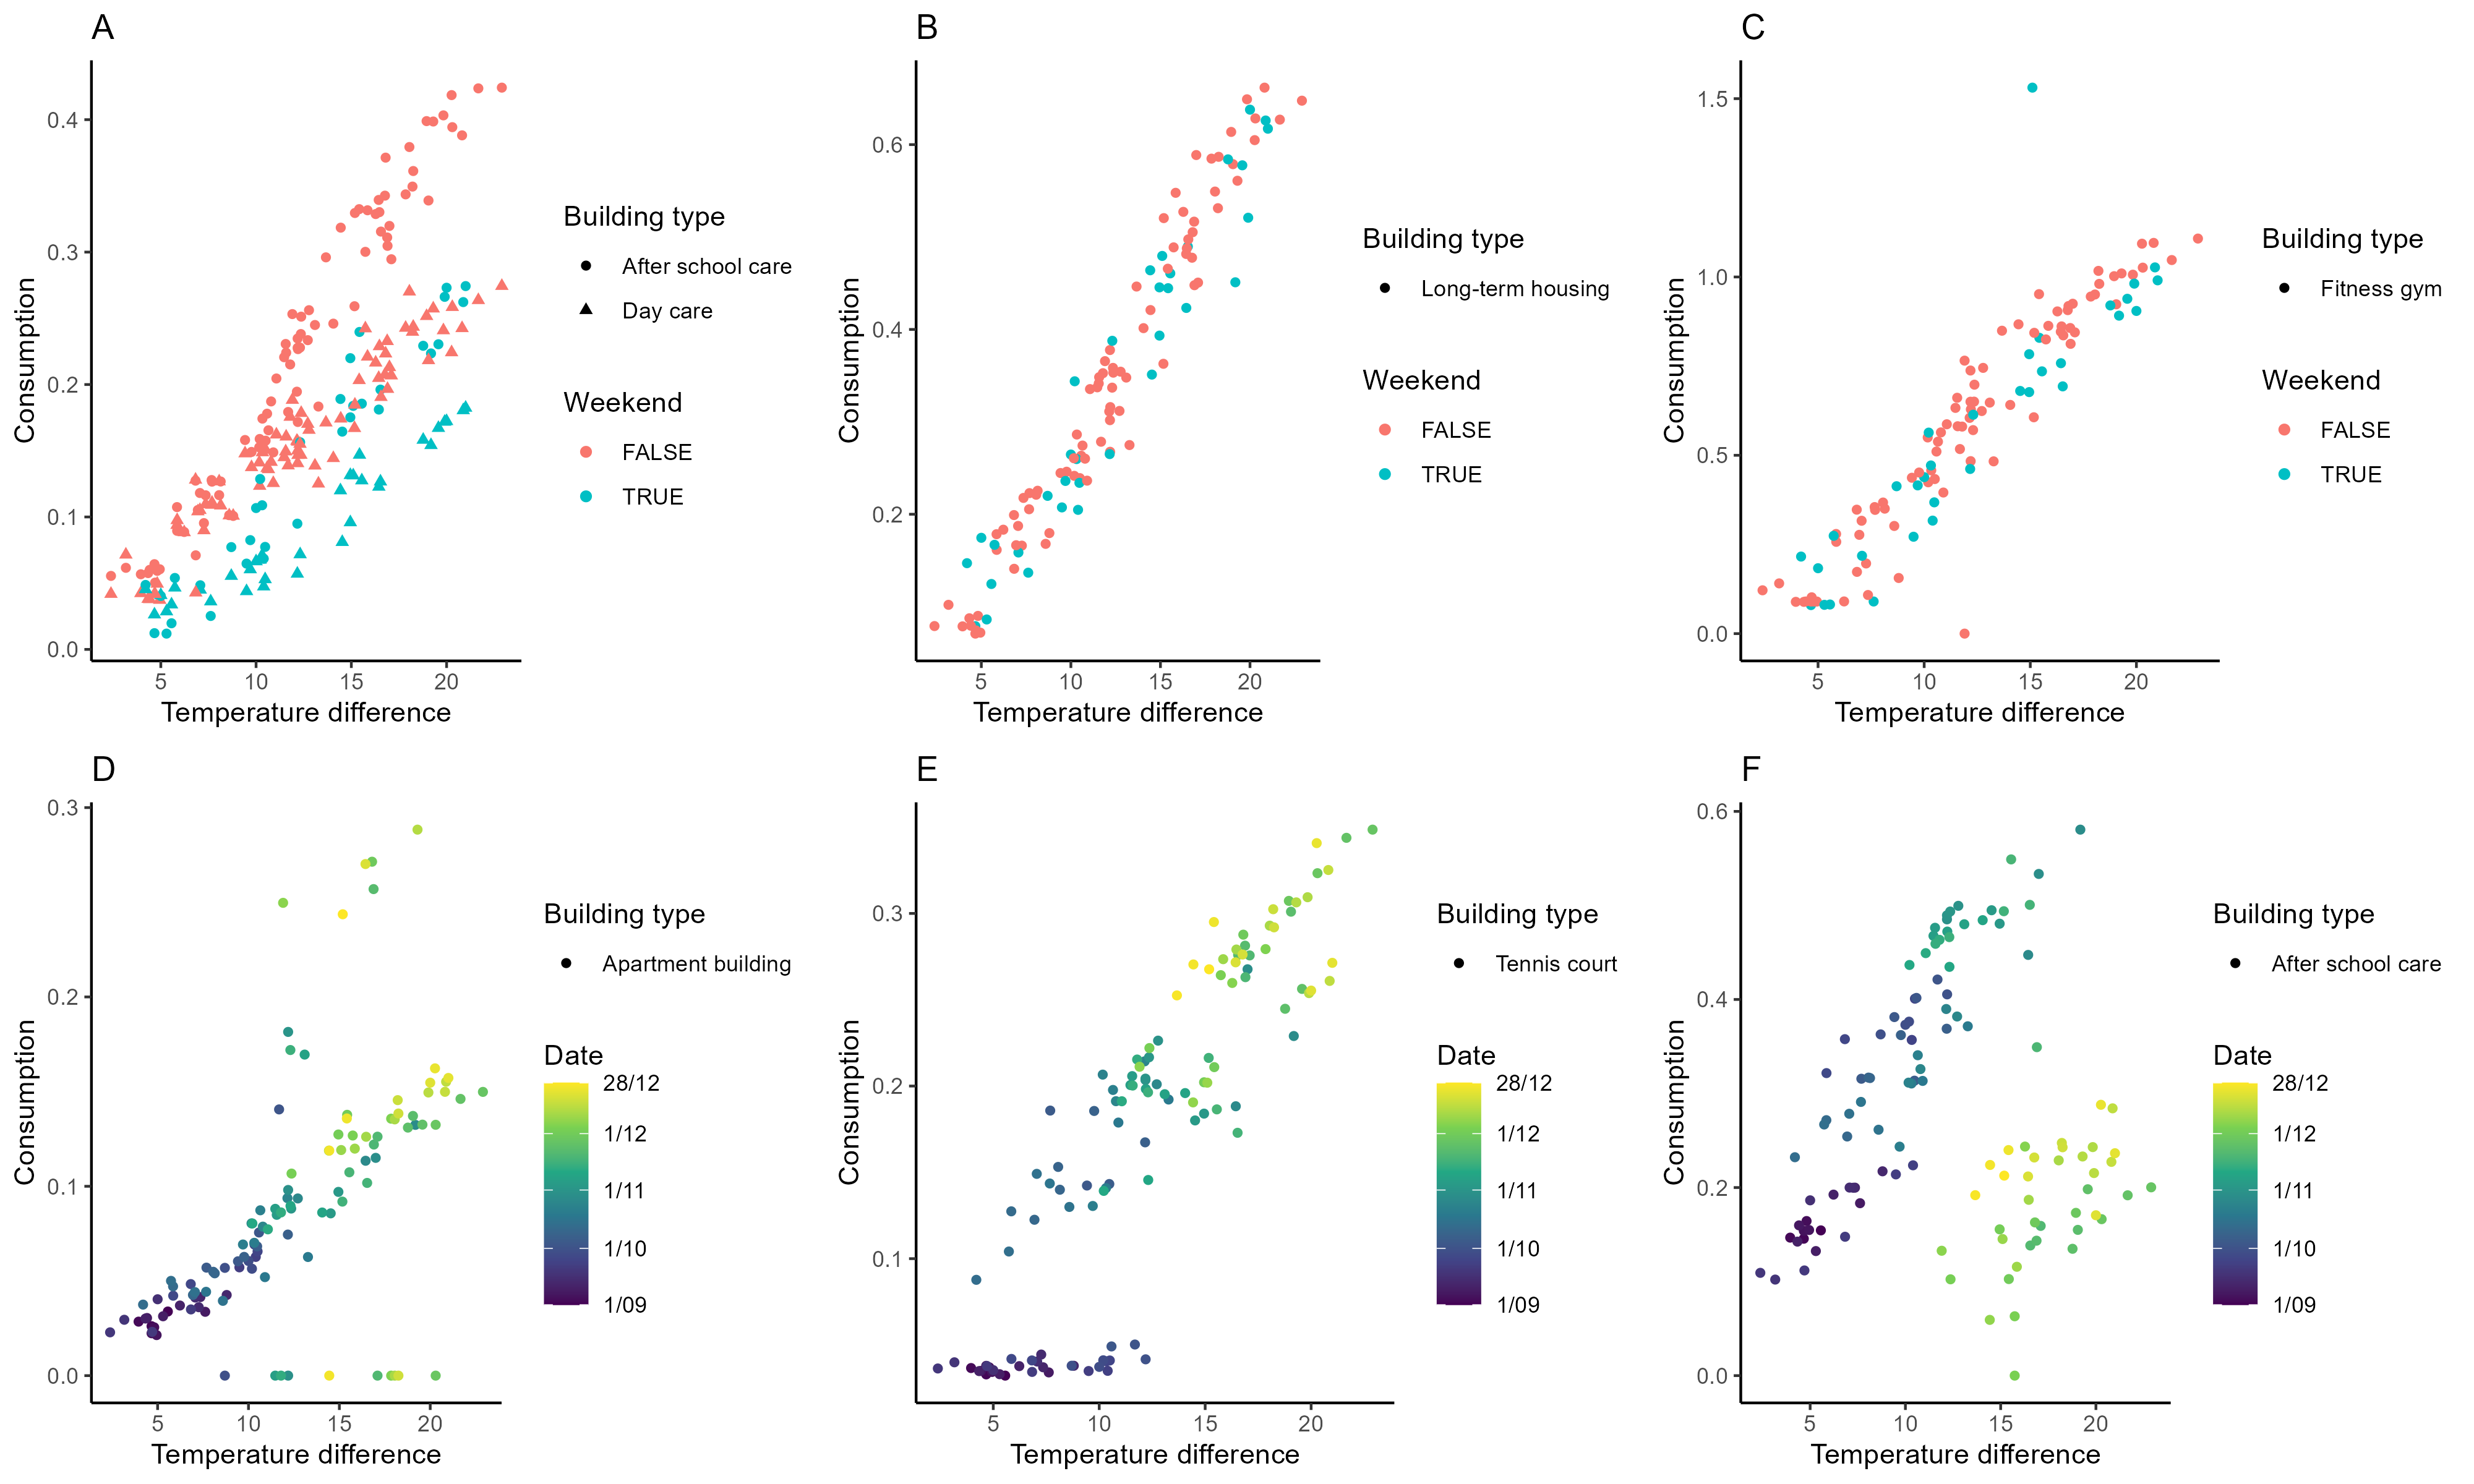 A
Consumption
0.4
0.3
0.2
0.1
0.0
5 10 15 20
Temperature difference
Building type
After school care
Day care
Weekend
FALSE
TRUE
B
Consumption
0.6
0.4
0.2
5 10 15 20
Temperature difference
Building type
Long-term housing
Weekend
FALSE
TRUE
C
Consumption
1.5
1.0
0.5
0.0
5 10 15 20
Temperature difference
Building type
Fitness gym
Weekend
FALSE
TRUE
D
Consumption
0.3
0.2
0.1
0.0
5 10 15 20
Temperature difference
Building type
Apartment building
Date
28/12
1/12
1/11
1/10
1/09
E
Consumption
0.3
0.2
0.1
5 10 15 20
Temperature difference
Building type
Tennis court
Date
28/12
1/12
1/11
1/10
1/09
F
Consumption
0.6
0.4
0.2
0.0
5 10 15 20
Temperature difference
Building type
After school care
Date
28/12
1/12
1/11
1/10
1/09